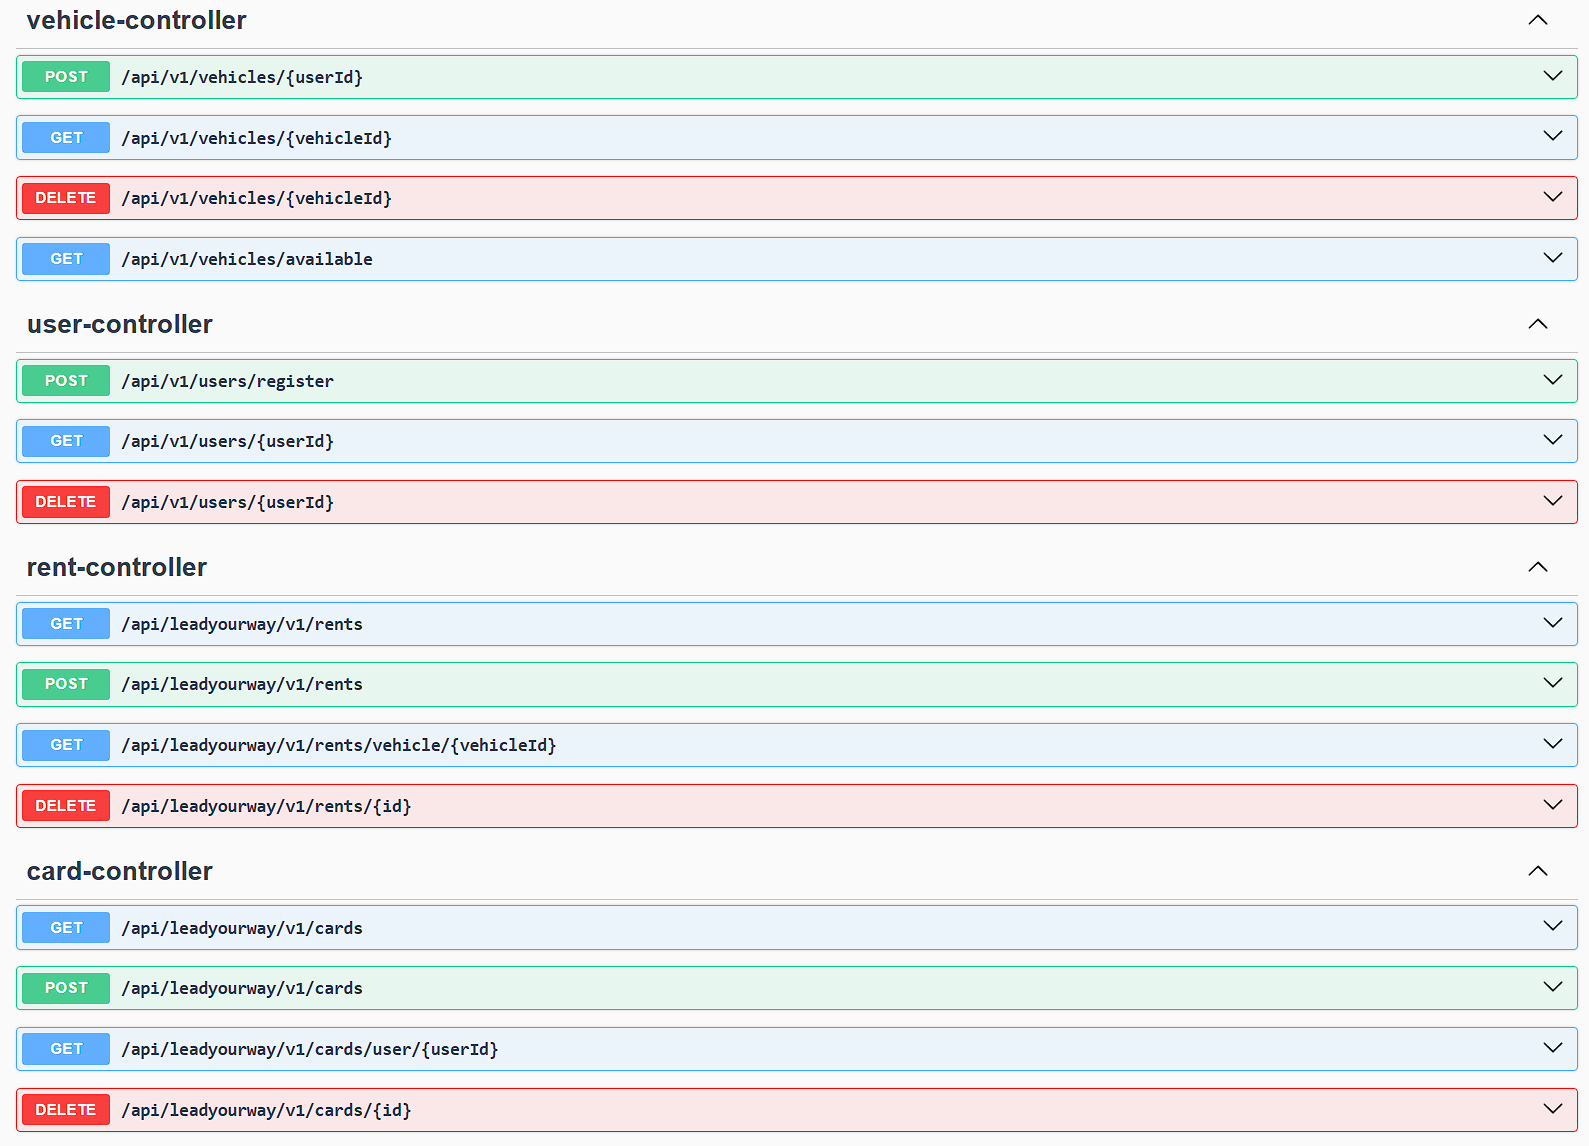 vehicle-controller
POST /api/v1/vehicles/{userId}
GET /api/v1/vehicles/{vehicleId}
DELETE /api/v1/vehicles/{vehicleId}
GET /api/v1/vehicles/available
user-controller
POST /api/v1/users/register
GET /api/v1/users/{userId}
DELETE /api/v1/users/{userId}
rent-controller
GET /api/leadyourway/v1/rents
POST /api/leadyourway/v1/rents
GET /api/leadyourway/v1/rents/vehicle/{vehicleId}
DELETE /api/leadyourway/v1/rents/{id}
card-controller
GET /api/leadyourway/v1/cards
POST /api/leadyourway/v1/cards
GET /api/leadyourway/v1/cards/user/{userId}
DELETE /api/leadyourway/v1/cards/{id}